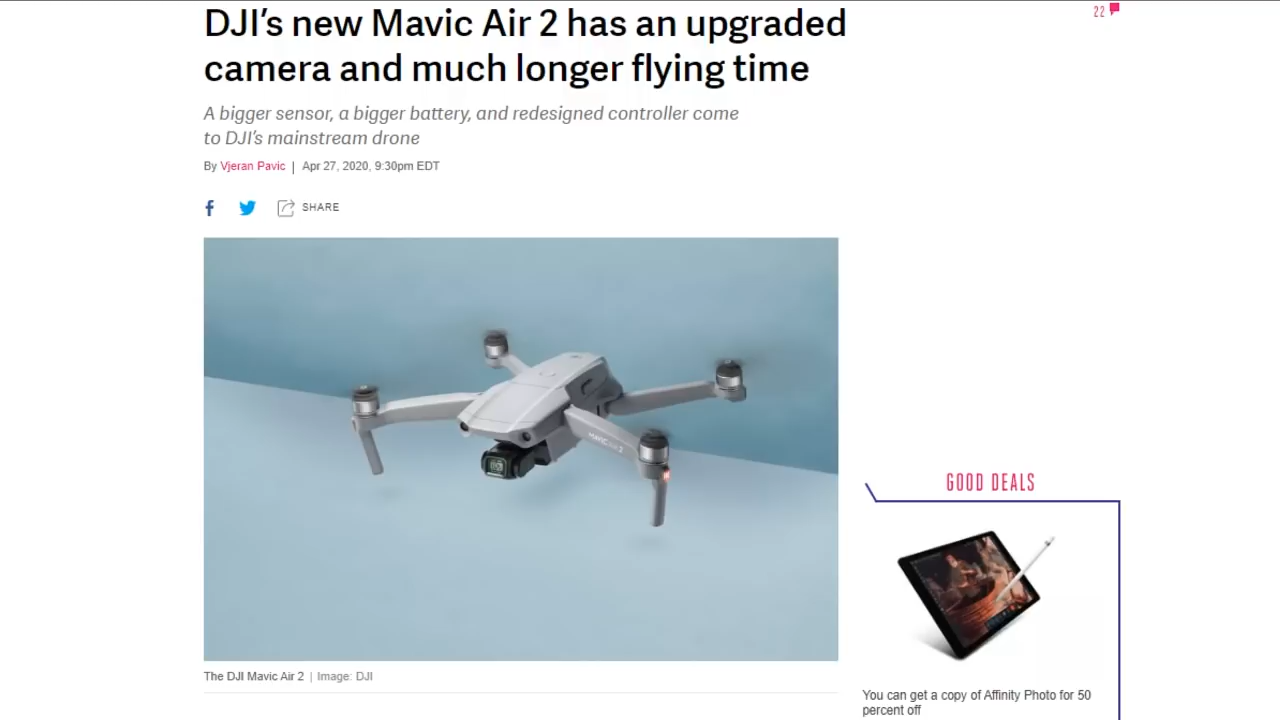 DJI’s new Mavic Air 2 has an upgraded
camera and much longer flying time
22
A bigger sensor, a bigger battery, and redesigned controller come
to DJI’s mainstream drone
By Vjeran Pavic | Apr 27, 2020, 9:30pm EDT
SHARE
MAVIC AIR 2
The DJI Mavic Air 2 | Image: DJI
GOOD DEALS
You can get a copy of Affinity Photo for 50
percent off